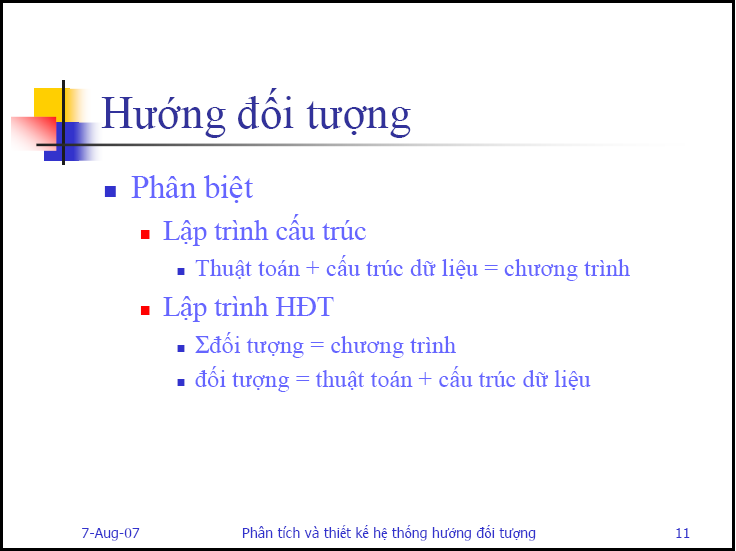 Hướng đối tượng
Phân biệt
Lập trình cấu trúc
Thuật toán + cấu trúc dữ liệu = chương trình
Lập trình HĐT
Σđối tượng = chương trình
đối tượng = thuật toán + cấu trúc dữ liệu
7-Aug-07 Phân tích và thiết kế hệ thống hướng đối tượng 11